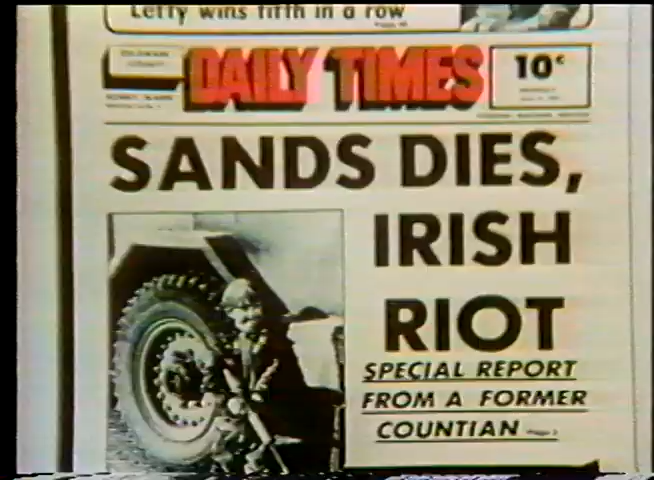 Lefty wins fifth in a row
DAILY TIMES
10¢
SANDS DIES,
IRISH
RIOT
SPECIAL REPORT
FROM A FORMER
COUNTIAN